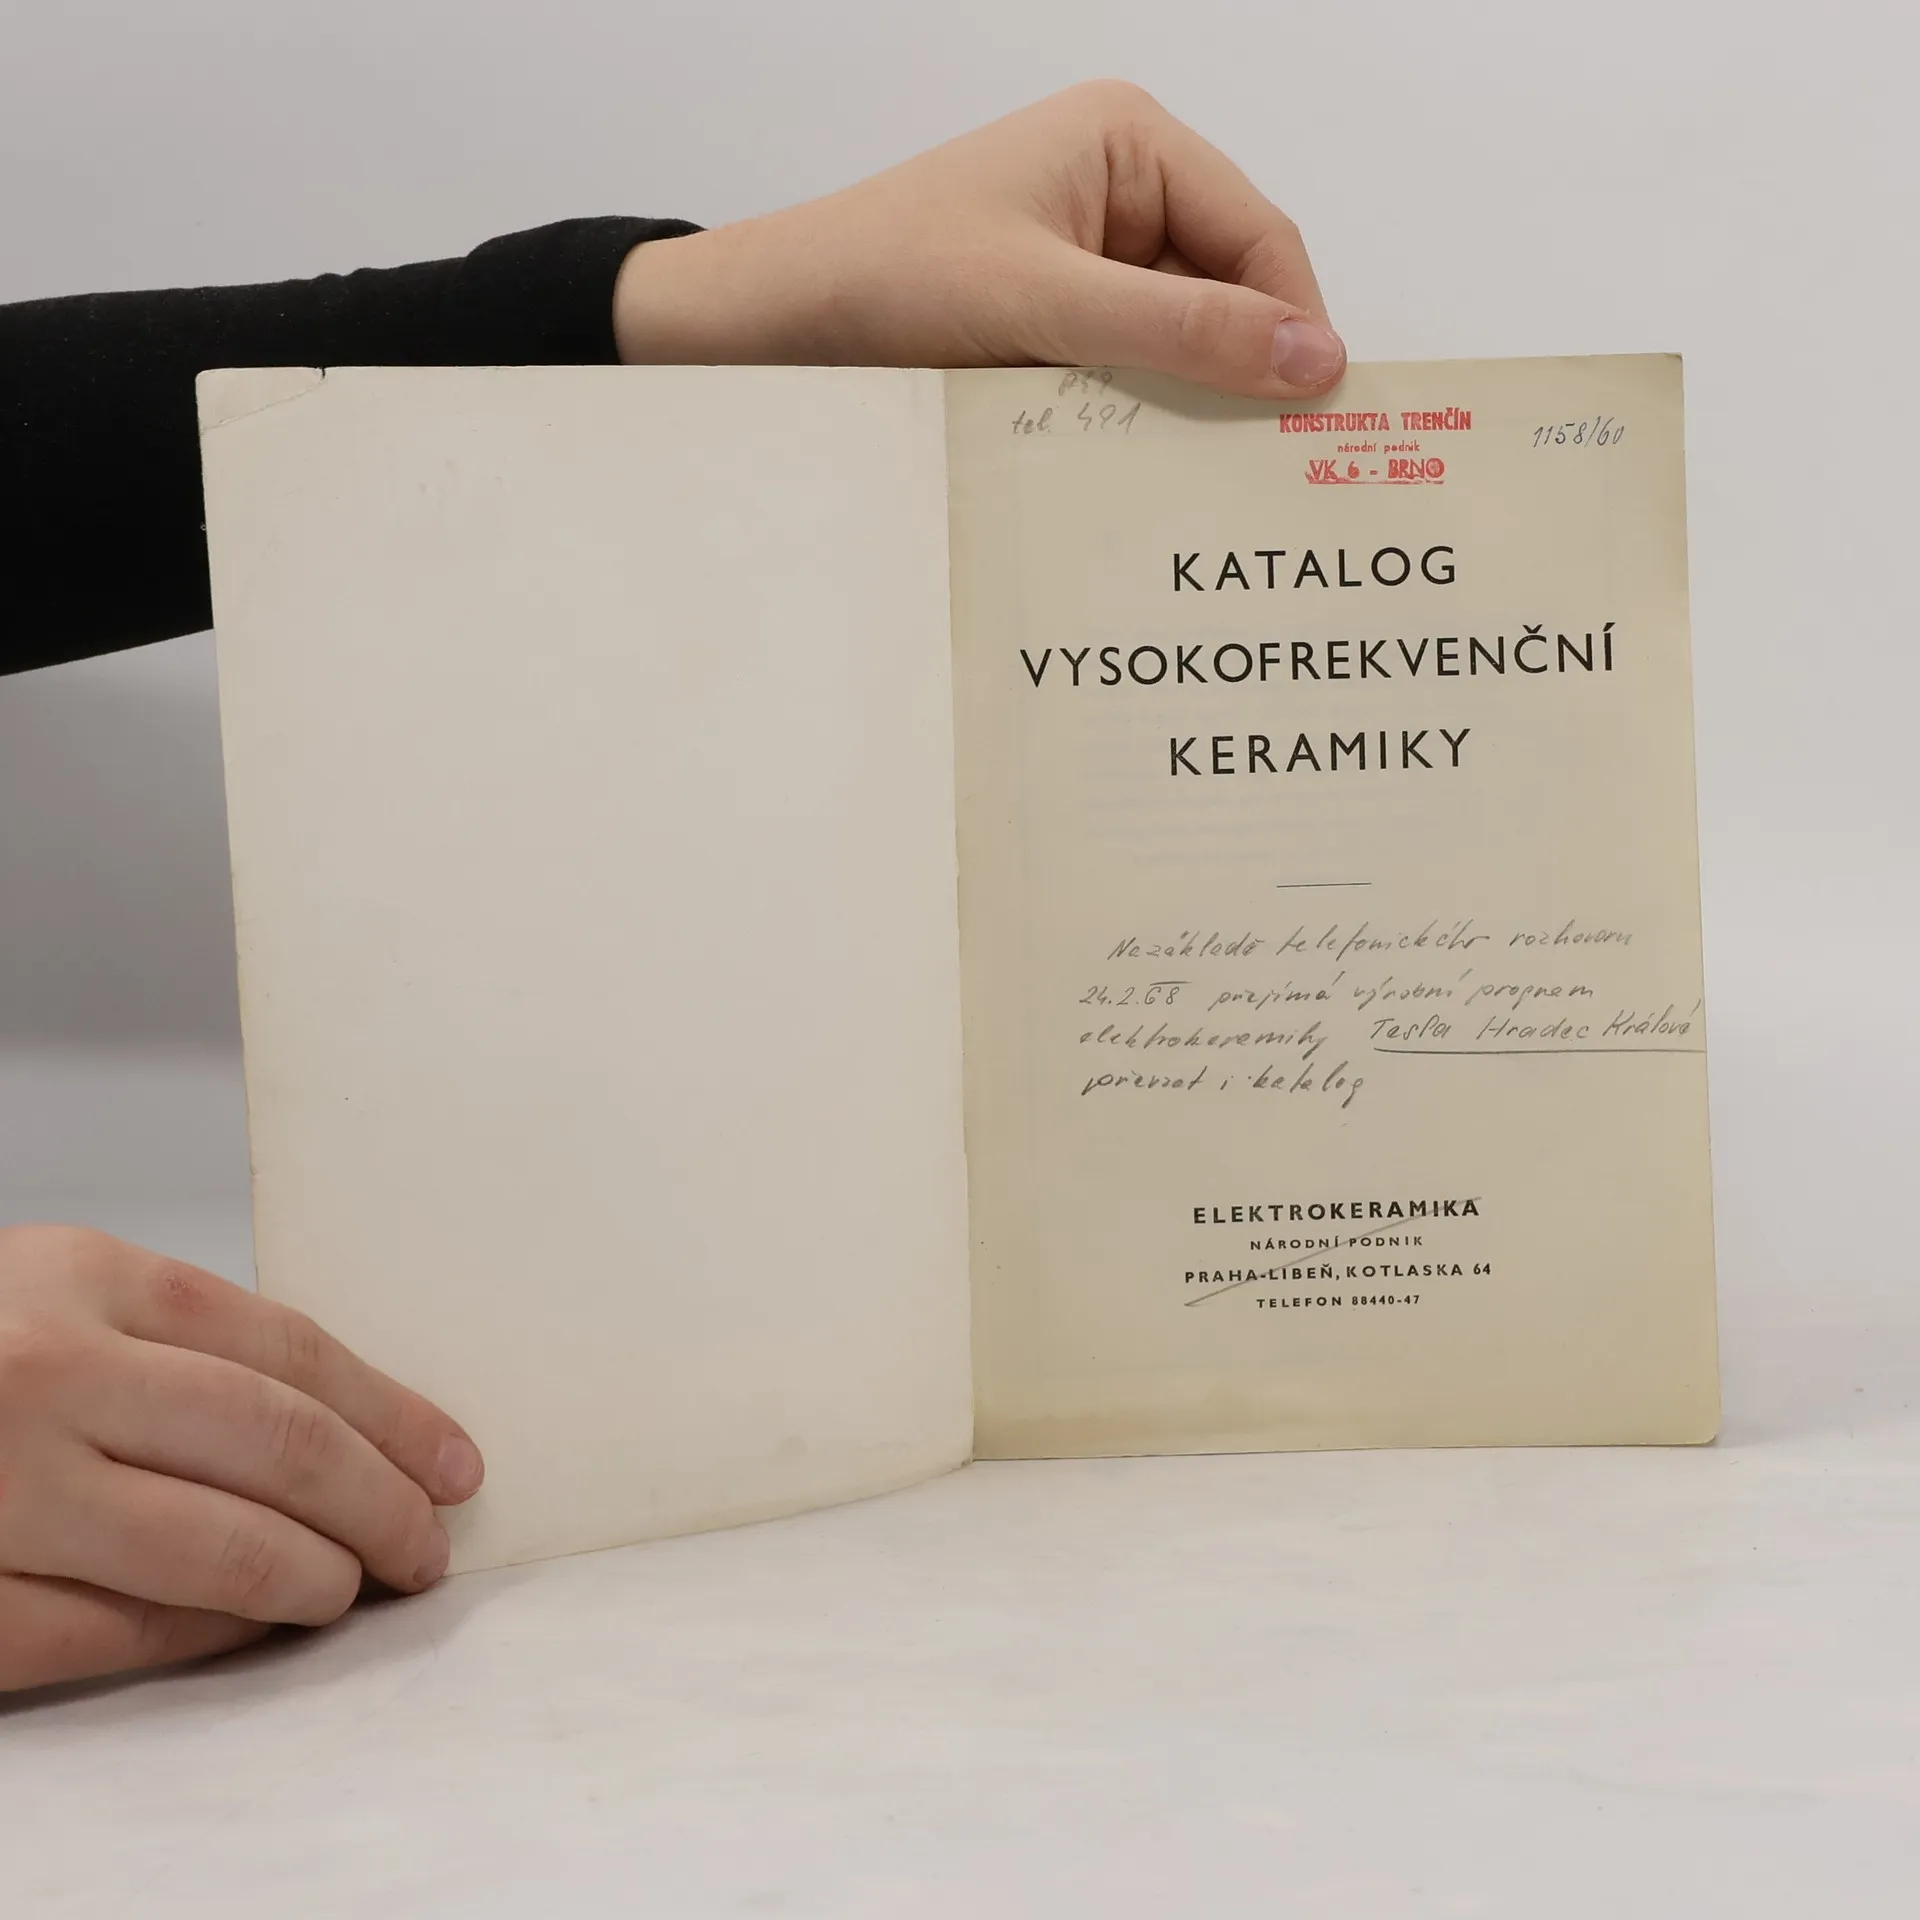 tel. 491
KONSTRUKTA TRENČÍN
národní podnik
VK 6 - BRNO
1158/60
KATALOG
VYSOKOFREKVENČNÍ
KERAMIKY
Na základě telefonického rozhovoru
24.2.68 přejímá výrobní program
elektrokeramiky Tesla Hradec Králové
převzat i katalog
ELEKTROKERAMIKA
NÁRODNÍ PODNIK
PRAHA-LIBEŇ, KOTLASKA 64
TELEFON 88440-47